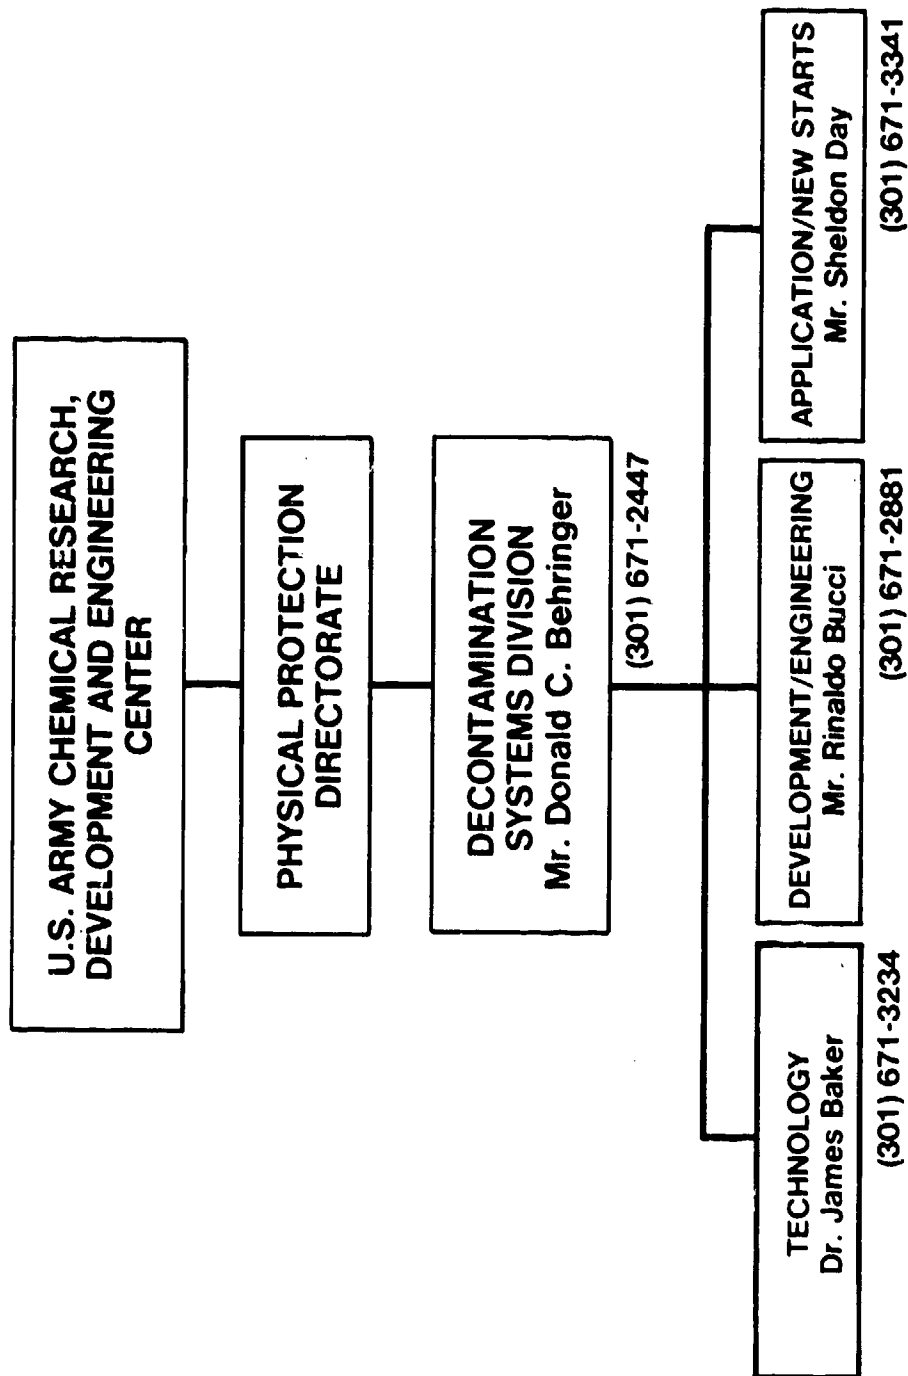 U.S. ARMY CHEMICAL RESEARCH,
DEVELOPMENT AND ENGINEERING
CENTER
PHYSICAL PROTECTION
DIRECTORATE
DECONTAMINATION
SYSTEMS DIVISION
Mr. Donald C. Behringer
(301) 671-2447
TECHNOLOGY
Dr. James Baker
(301) 671-3234
DEVELOPMENT/ENGINEERING
Mr. Rinaldo Bucci
(301) 671-2881
APPLICATION/NEW STARTS
Mr. Sheldon Day
(301) 671-3341